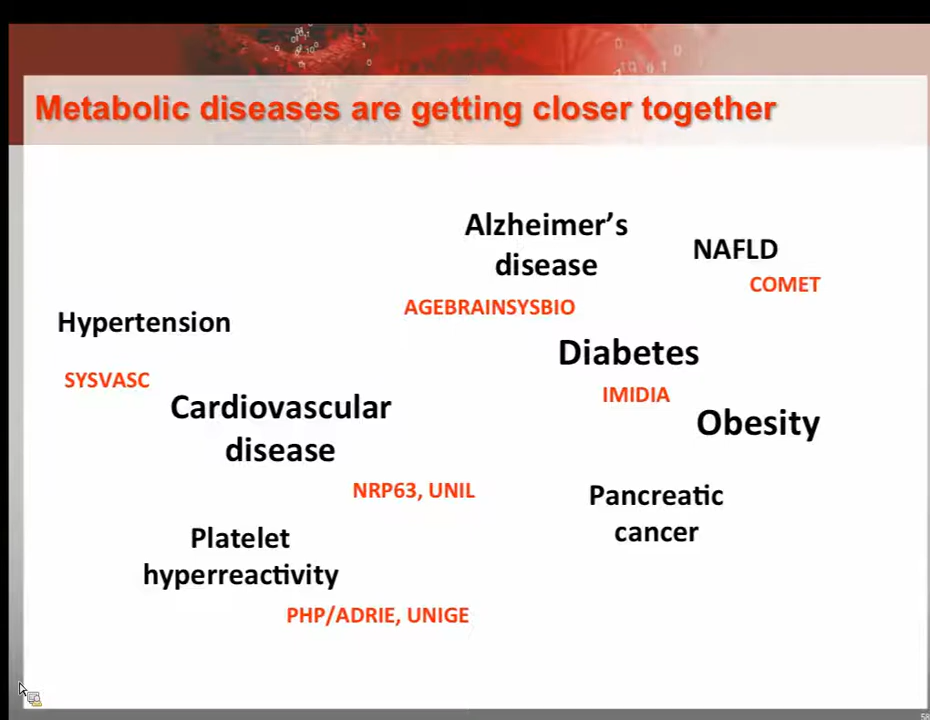 Metabolic diseases are getting closer together
Alzheimer’s
disease
NAFLD
COMET
AGEBRAINSYSBIO
Hypertension
Diabetes
SYSVASC
IMIDIA
Cardiovascular
disease
Obesity
NRP63, UNIL
Pancreatic
cancer
Platelet
hyperreactivity
PHP/ADRIE, UNIGE